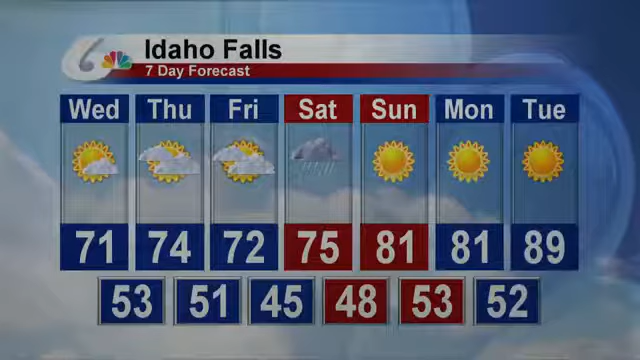 6
Idaho Falls
7 Day Forecast
Wed Thu Fri Sat Sun Mon Tue
71 74 72 75 81 81 89
53 51 45 48 53 52